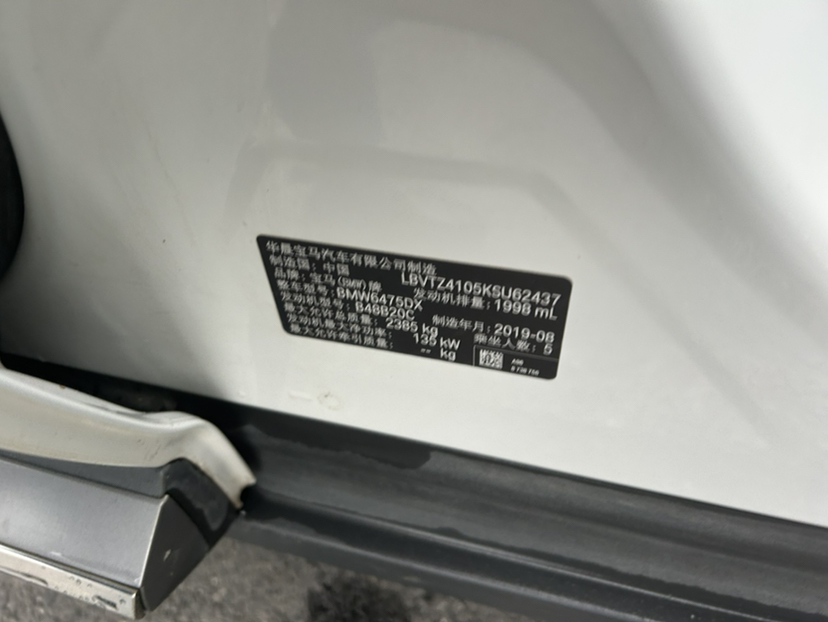 华晨宝马汽车有限公司制造
制造国：中国 LBVTZ4105KSU62437
品牌：宝马(BMW)牌 发动机排量：1998 mL
整车型号：BMW6475DX
发动机型号：B48B20C 制造年月：2019-08
最大允许总质量：2385 kg 乘坐人数：5
发动机最大净功率：135 kW
最大允许牵引质量：-- kg